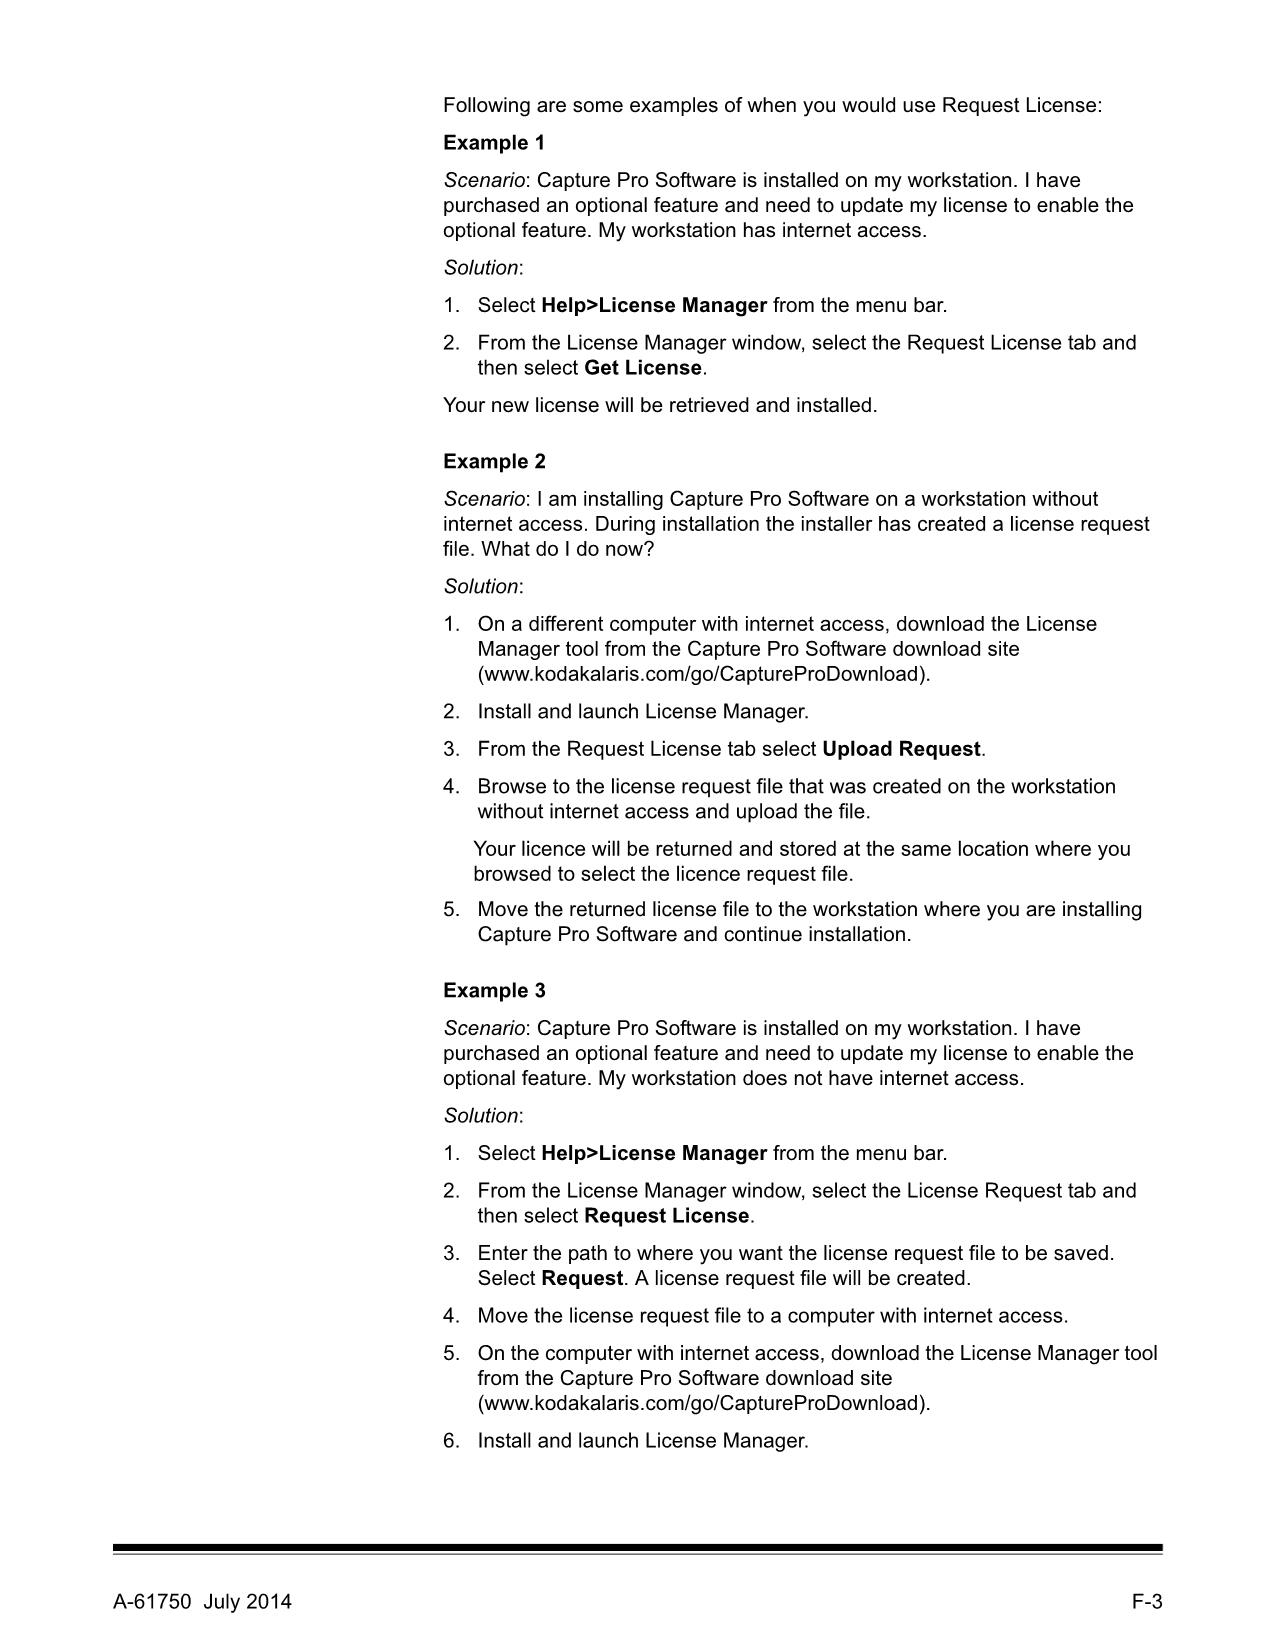 Following are some examples of when you would use Request License:
Example 1
Scenario: Capture Pro Software is installed on my workstation. I have
purchased an optional feature and need to update my license to enable the
optional feature. My workstation has internet access.
Solution:
1. Select Help>License Manager from the menu bar.
2. From the License Manager window, select the Request License tab and
then select Get License.
Your new license will be retrieved and installed.
Example 2
Scenario: I am installing Capture Pro Software on a workstation without
internet access. During installation the installer has created a license request
file. What do I do now?
Solution:
1. On a different computer with internet access, download the License
Manager tool from the Capture Pro Software download site
(www.kodakalaris.com/go/CaptureProDownload).
2. Install and launch License Manager.
3. From the Request License tab select Upload Request.
4. Browse to the license request file that was created on the workstation
without internet access and upload the file.
Your licence will be returned and stored at the same location where you
browsed to select the licence request file.
5. Move the returned license file to the workstation where you are installing
Capture Pro Software and continue installation.
Example 3
Scenario: Capture Pro Software is installed on my workstation. I have
purchased an optional feature and need to update my license to enable the
optional feature. My workstation does not have internet access.
Solution:
1. Select Help>License Manager from the menu bar.
2. From the License Manager window, select the License Request tab and
then select Request License.
3. Enter the path to where you want the license request file to be saved.
Select Request. A license request file will be created.
4. Move the license request file to a computer with internet access.
5. On the computer with internet access, download the License Manager tool
from the Capture Pro Software download site
(www.kodakalaris.com/go/CaptureProDownload).
6. Install and launch License Manager.
A-61750 July 2014 F-3